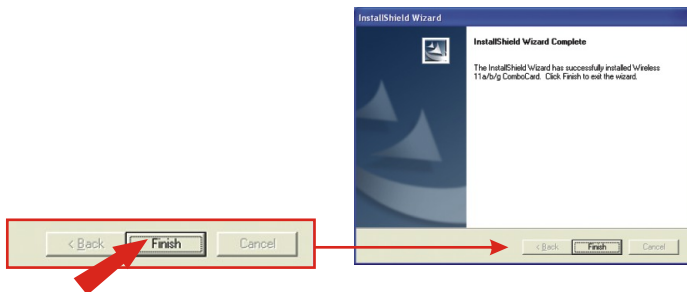 InstallShield Wizard
InstallShield Wizard Complete
The InstallShield Wizard has successfully installed Wireless
11a/b/g ComboCard. Click Finish to exit the wizard.
< Back Finish Cancel
< Back Finish Cancel